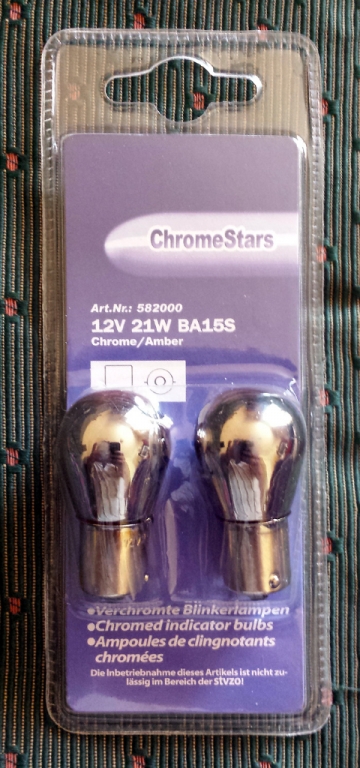 ChromeStars
Art.Nr.: 582000
12V 21W BA15S
Chrome/Amber
•Verchromte Blinkerlampen
•Chromed indicator bulbs
•Ampoules de clingnotants
chromées
Die Inbetriebnahme dieses Artikels ist nicht zu-
lässig im Bereich der StVZO!